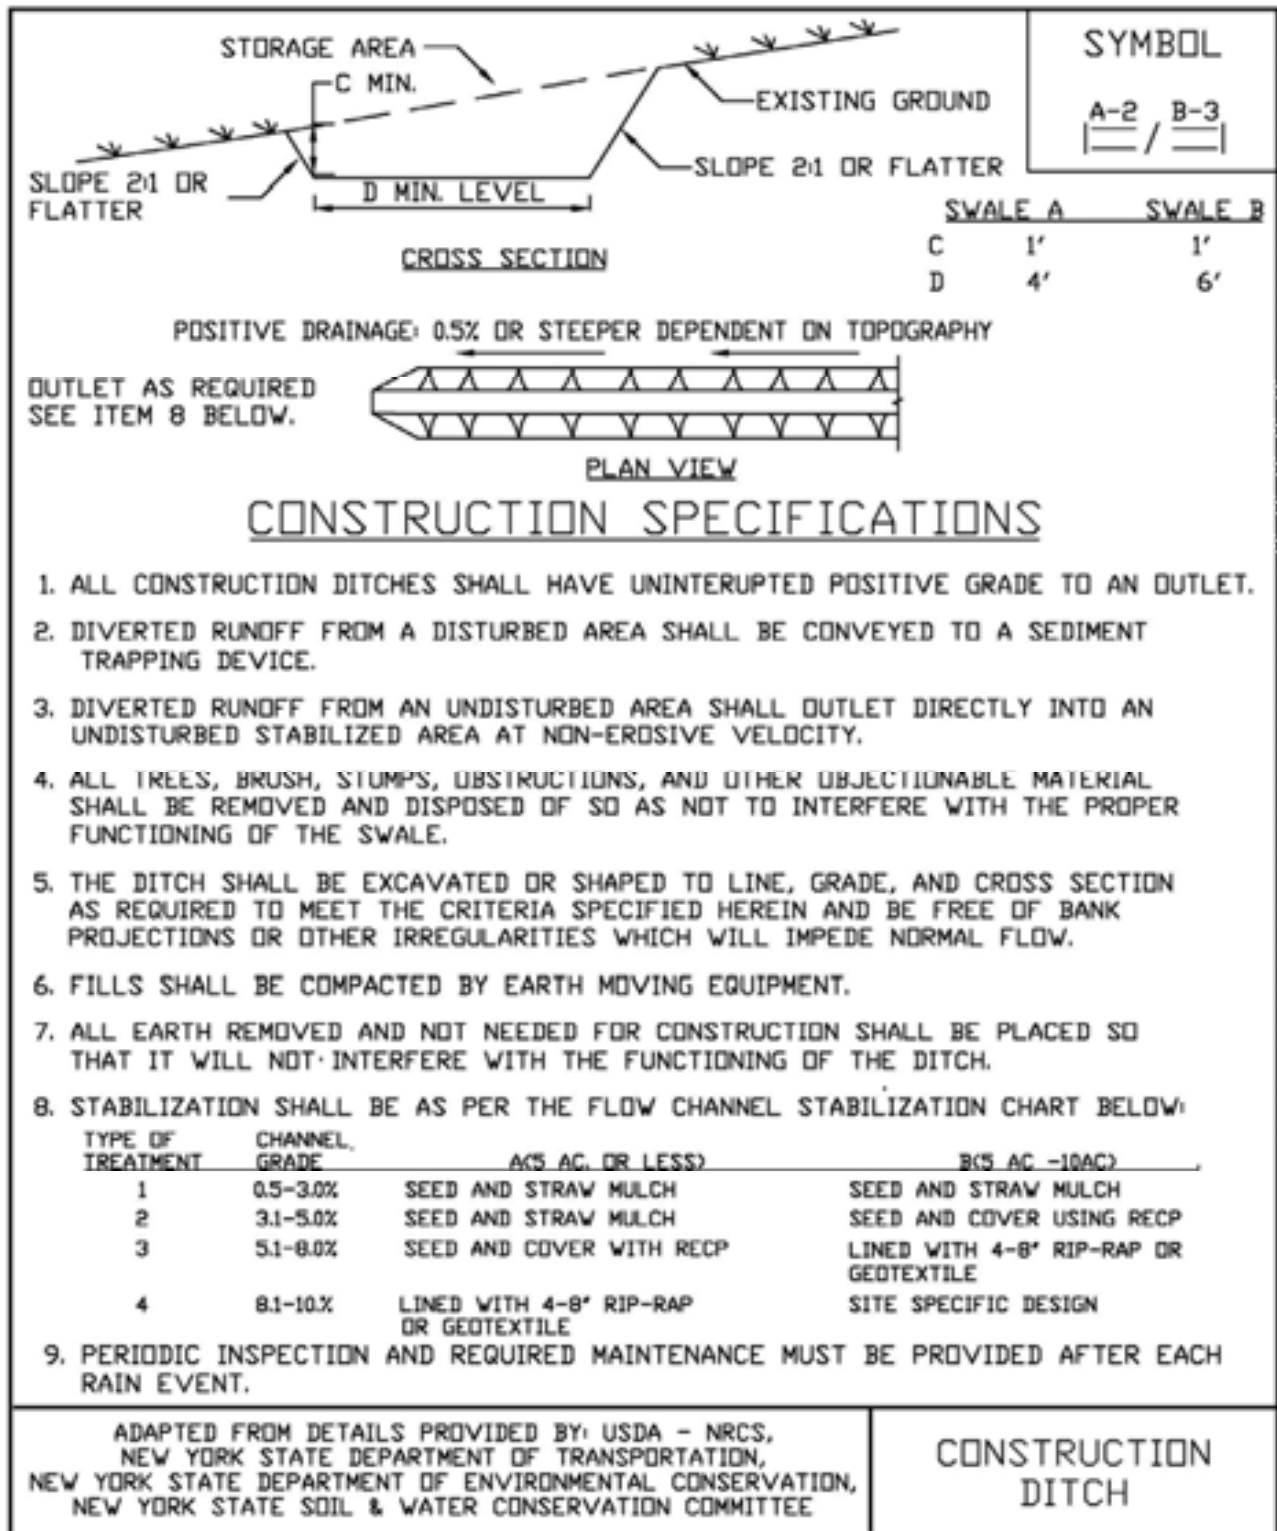 STORAGE AREA
C MIN.
EXISTING GROUND
SLOPE 2:1 OR
FLATTER
SLOPE 2:1 OR FLATTER
D MIN. LEVEL
CROSS SECTION
SYMBOL
A-2 / B-3
SWALE A SWALE B
C 1' 1'
D 4' 6'
POSITIVE DRAINAGE: 0.5% OR STEEPER DEPENDENT ON TOPOGRAPHY
OUTLET AS REQUIRED
SEE ITEM 8 BELOW.
PLAN VIEW
CONSTRUCTION SPECIFICATIONS
1. ALL CONSTRUCTION DITCHES SHALL HAVE UNINTERUPTED POSITIVE GRADE TO AN OUTLET.
2. DIVERTED RUNOFF FROM A DISTURBED AREA SHALL BE CONVEYED TO A SEDIMENT
TRAPPING DEVICE.
3. DIVERTED RUNOFF FROM AN UNDISTURBED AREA SHALL OUTLET DIRECTLY INTO AN
UNDISTURBED STABILIZED AREA AT NON-EROSIVE VELOCITY.
4. ALL TREES, BRUSH, STUMPS, OBSTRUCTIONS, AND OTHER OBJECTIONABLE MATERIAL
SHALL BE REMOVED AND DISPOSED OF SO AS NOT TO INTERFERE WITH THE PROPER
FUNCTIONING OF THE SWALE.
5. THE DITCH SHALL BE EXCAVATED OR SHAPED TO LINE, GRADE, AND CROSS SECTION
AS REQUIRED TO MEET THE CRITERIA SPECIFIED HEREIN AND BE FREE OF BANK
PROJECTIONS OR OTHER IRREGULARITIES WHICH WILL IMPEDE NORMAL FLOW.
6. FILLS SHALL BE COMPACTED BY EARTH MOVING EQUIPMENT.
7. ALL EARTH REMOVED AND NOT NEEDED FOR CONSTRUCTION SHALL BE PLACED SO
THAT IT WILL NOT INTERFERE WITH THE FUNCTIONING OF THE DITCH.
8. STABILIZATION SHALL BE AS PER THE FLOW CHANNEL STABILIZATION CHART BELOW:
TYPE OF CHANNEL
TREATMENT GRADE A(5 AC. OR LESS) B(5 AC -10AC)
1 0.5-3.0% SEED AND STRAW MULCH SEED AND STRAW MULCH
2 3.1-5.0% SEED AND STRAW MULCH SEED AND COVER USING RECP
3 5.1-8.0% SEED AND COVER WITH RECP LINED WITH 4-8" RIP-RAP OR
GEOTEXTILE
4 8.1-10.% LINED WITH 4-8" RIP-RAP SITE SPECIFIC DESIGN
OR GEOTEXTILE
9. PERIODIC INSPECTION AND REQUIRED MAINTENANCE MUST BE PROVIDED AFTER EACH
RAIN EVENT.
ADAPTED FROM DETAILS PROVIDED BY: USDA - NRCS,
NEW YORK STATE DEPARTMENT OF TRANSPORTATION,
NEW YORK STATE DEPARTMENT OF ENVIRONMENTAL CONSERVATION,
NEW YORK STATE SOIL & WATER CONSERVATION COMMITTEE
CONSTRUCTION
DITCH